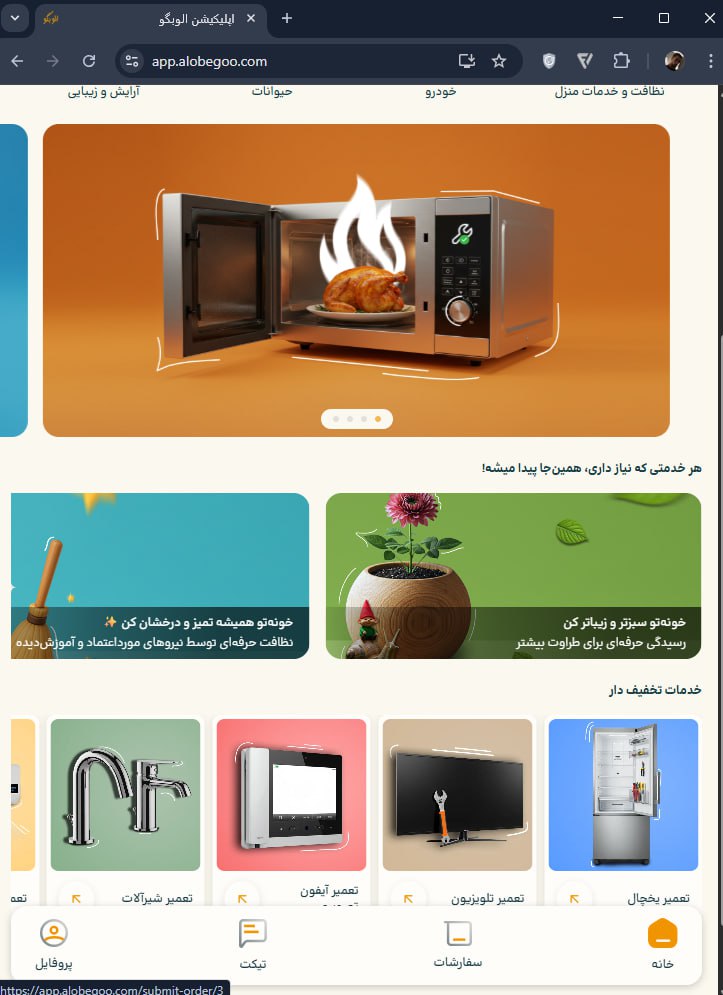 اپلیکیشن الوبگو
app.alobegoo.com
نظافت و خدمات منزل
خودرو
حیوانات
آرایش و زیبایی
هر خدمتی که نیاز داری، همین‌جا پیدا میشه!
خونه‌تو سبزتر و زیباتر کن
رسیدگی حرفه‌ای برای طراوت بیشتر
خونه‌تو همیشه تمیز و درخشان کن ✨
نظافت حرفه‌ای توسط نیروهای مورداعتماد و آموزش‌دیده
خدمات تخفیف دار
تعمیر یخچال
تعمیر تلویزیون
تعمیر آیفون
تعمیر شیرآلات
خانه
سفارشات
تیکت
پروفایل
https://app.alobegoo.com/submit-order/3